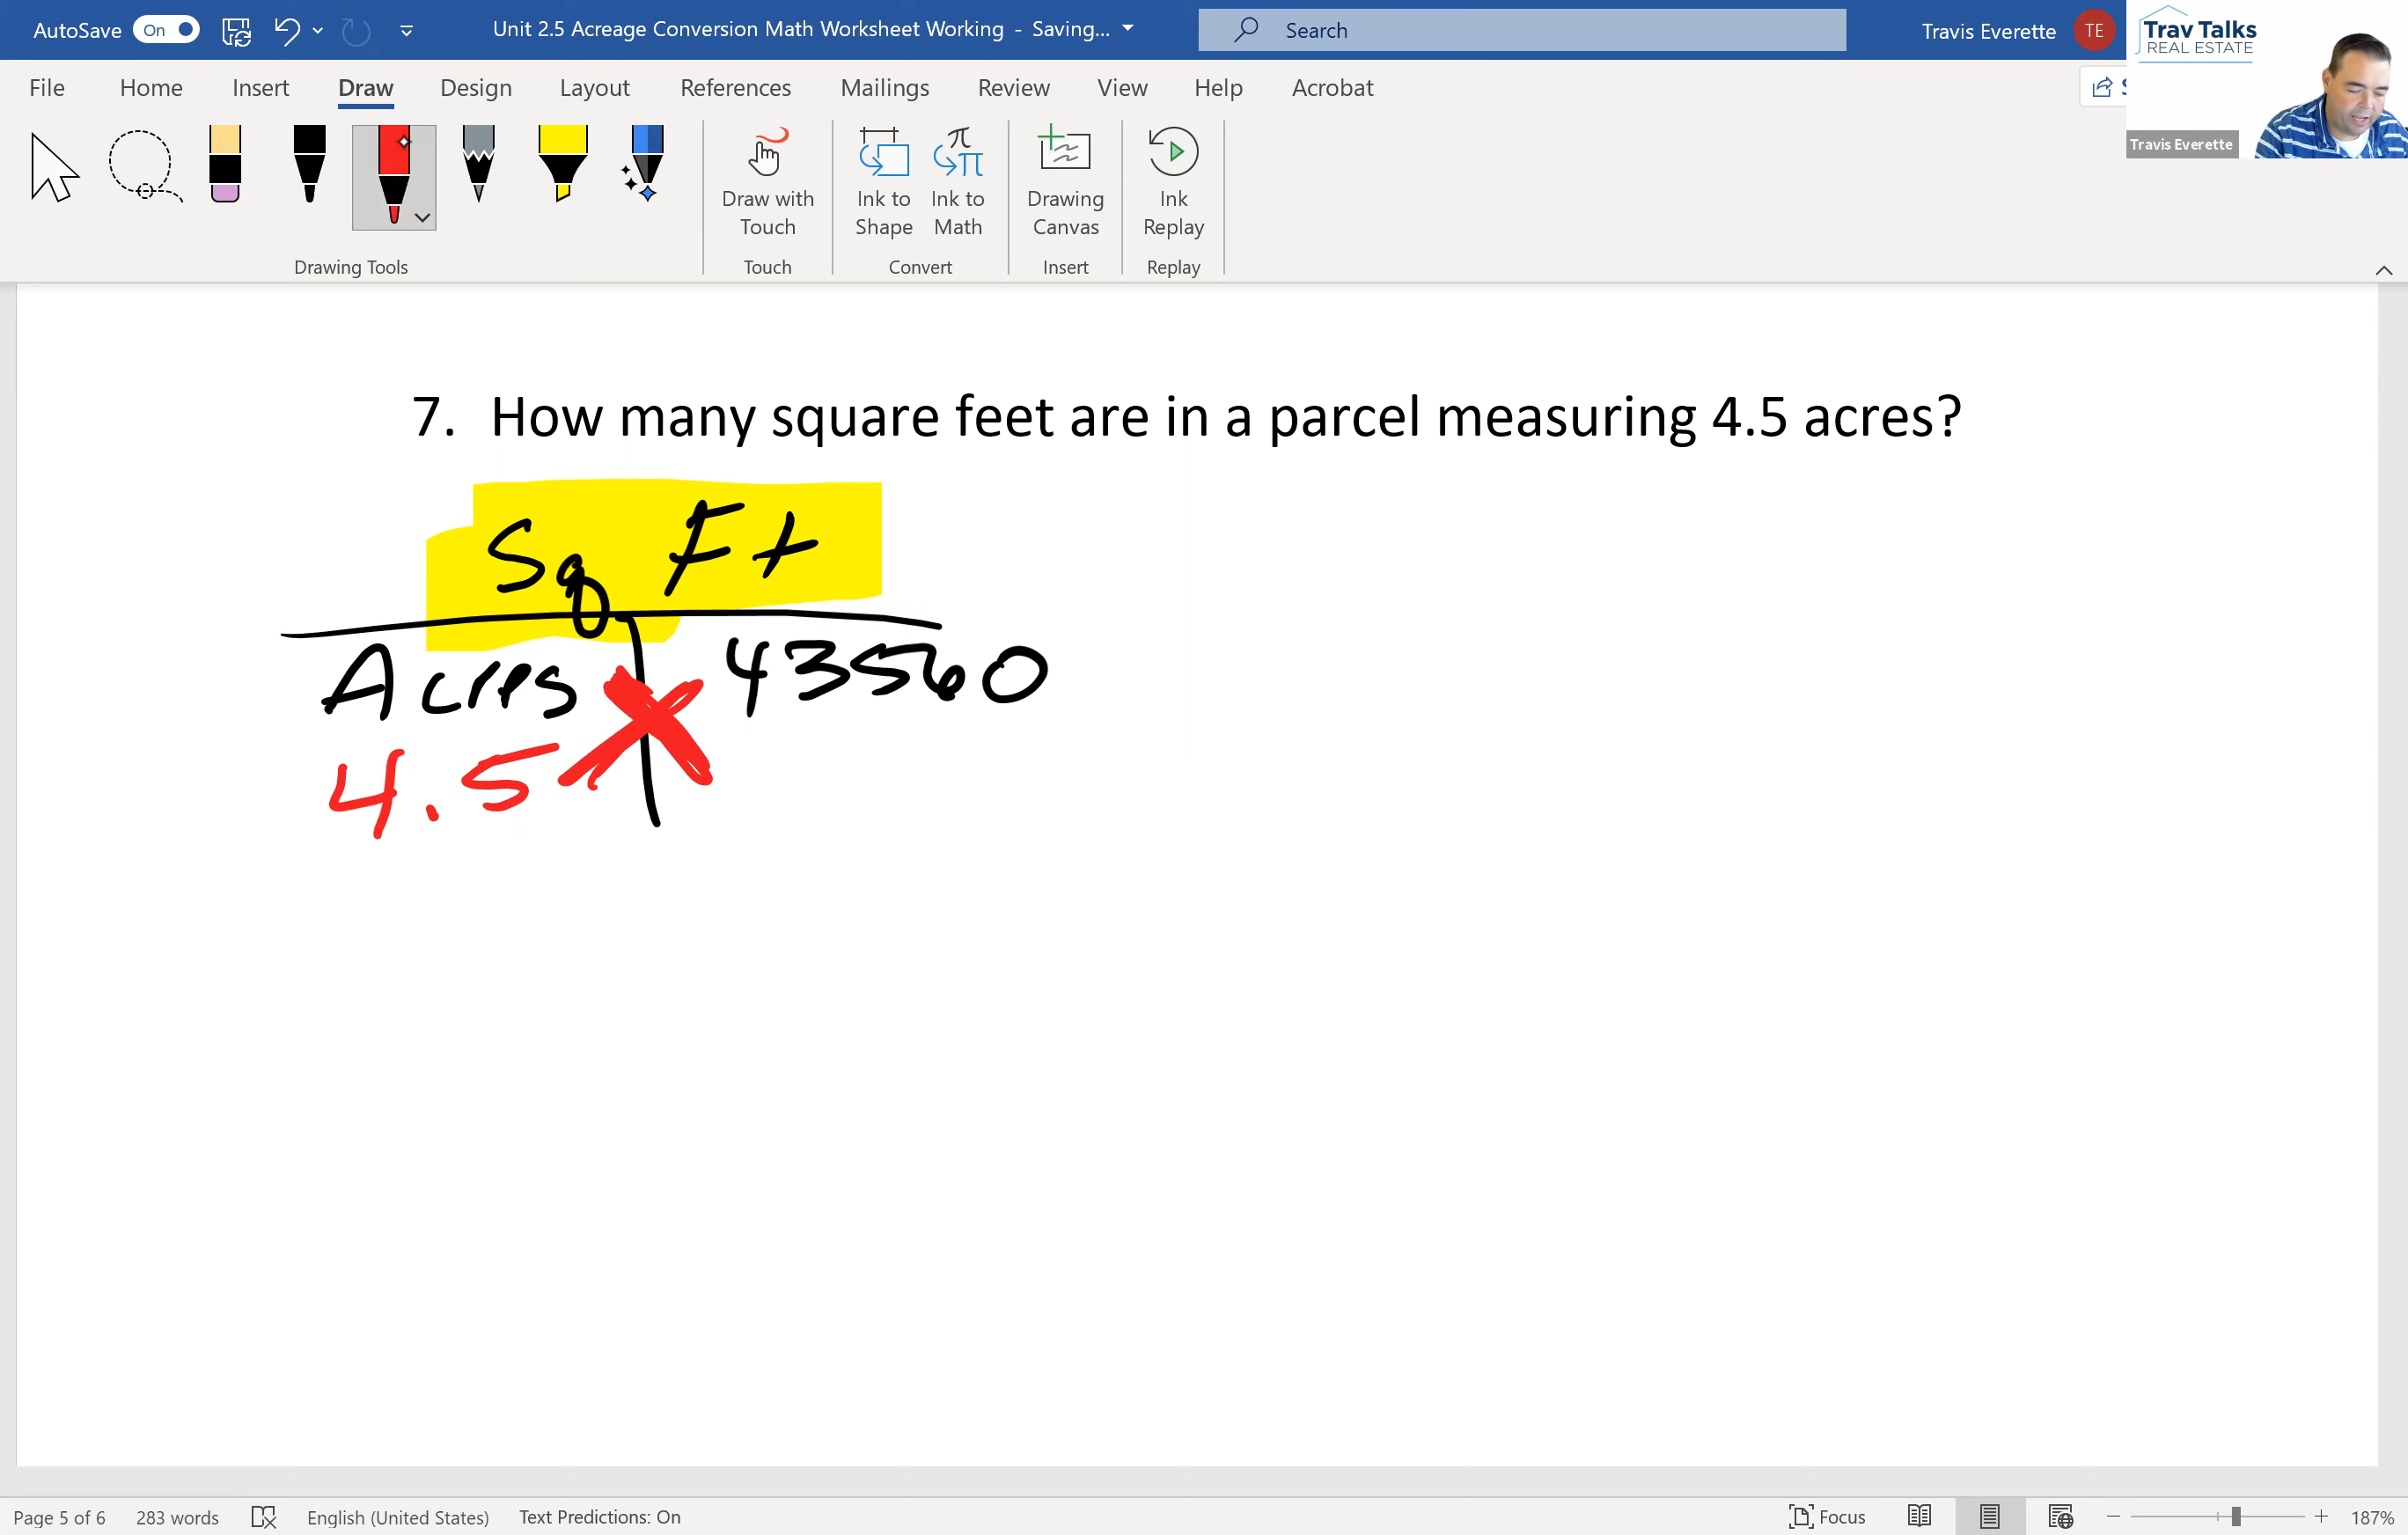 AutoSave On Unit 2.5 Acreage Conversion Math Worksheet Working - Saving... Search Travis Everette TE
Trav Talks
REAL ESTATE
Travis Everette
File Home Insert Draw Design Layout References Mailings Review View Help Acrobat
Draw with Touch
Ink to Shape
Ink to Math
Drawing Canvas
Ink Replay
Drawing Tools Touch Convert Insert Replay
7. How many square feet are in a parcel measuring 4.5 acres?
Sq Ft
Acres 43560
4.5 X
Page 5 of 6 283 words English (United States) Text Predictions: On Focus 187%